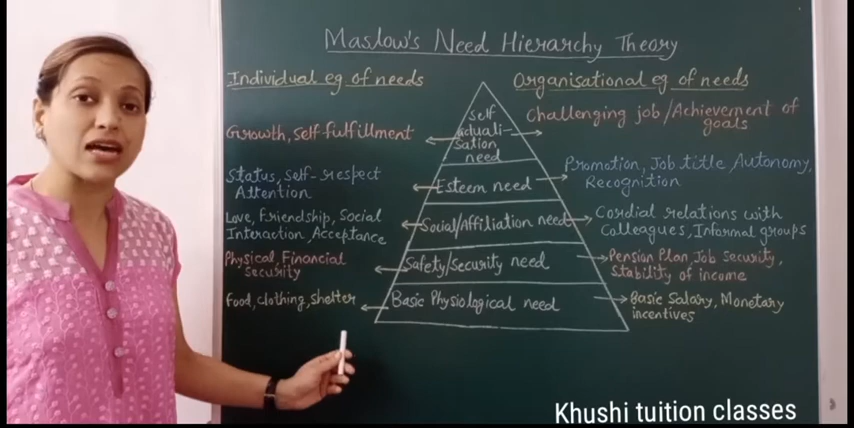 Maslow's Need Hierarchy Theory
Individual eg of needs
Organisational eg of needs
Growth, Self fulfillment
Self
actuali-
sation
need
Challenging job/Achievement of
goals
Status, self-respect
Attention
Esteem need
Promotion, Job title Autonomy,
Recognition
Love, Friendship, Social
Interaction, Acceptance
Social/Affiliation need
Cordial relations with
Colleagues, Informal groups
Physical, Financial
Security
Safety/Security need
Pension Plan, Job Security,
Stability of income
Food, clothing, Shelter
Basic Physiological need
Basic Salary, Monetary
incentives
Khushi tuition classes